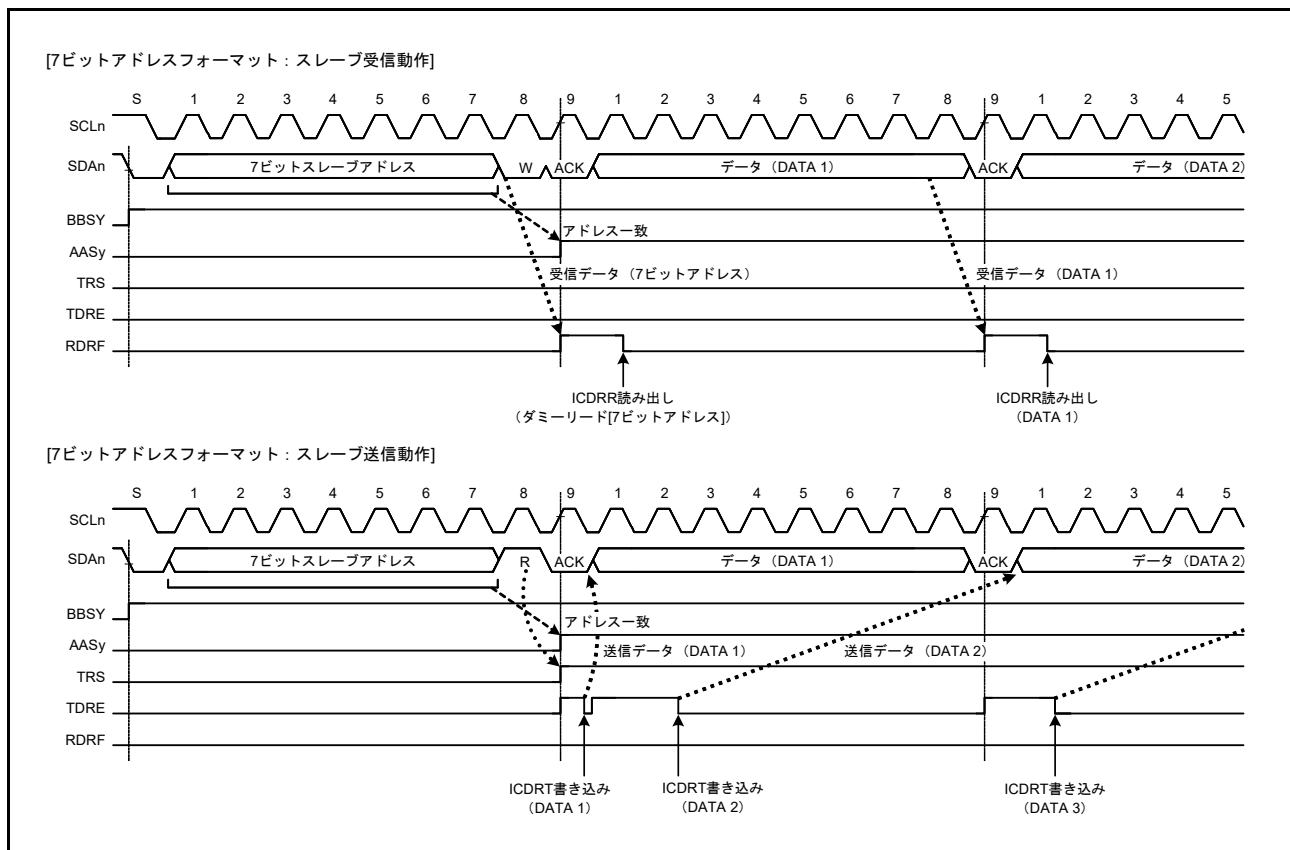 [7ビットアドレスフォーマット：スレーブ受信動作]
S 1 2 3 4 5 6 7 8 9 1 2 3 4 5 6 7 8 9 1 2 3 4 5
SCLn
SDAn 7ビットスレーブアドレス W ACK データ（DATA 1） ACK データ（DATA 2）
BBSY
アドレス一致
AASy
受信データ（7ビットアドレス） 受信データ（DATA 1）
TRS
TDRE
RDRF
ICDRR読み出し ICDRR読み出し
（ダミーリード[7ビットアドレス]） （DATA 1）
[7ビットアドレスフォーマット：スレーブ送信動作]
S 1 2 3 4 5 6 7 8 9 1 2 3 4 5 6 7 8 9 1 2 3 4 5
SCLn
SDAn 7ビットスレーブアドレス R ACK データ（DATA 1） ACK データ（DATA 2）
BBSY
アドレス一致
AASy
送信データ（DATA 1） 送信データ（DATA 2）
TRS
TDRE
RDRF
ICDRT書き込み ICDRT書き込み ICDRT書き込み
（DATA 1） （DATA 2） （DATA 3）